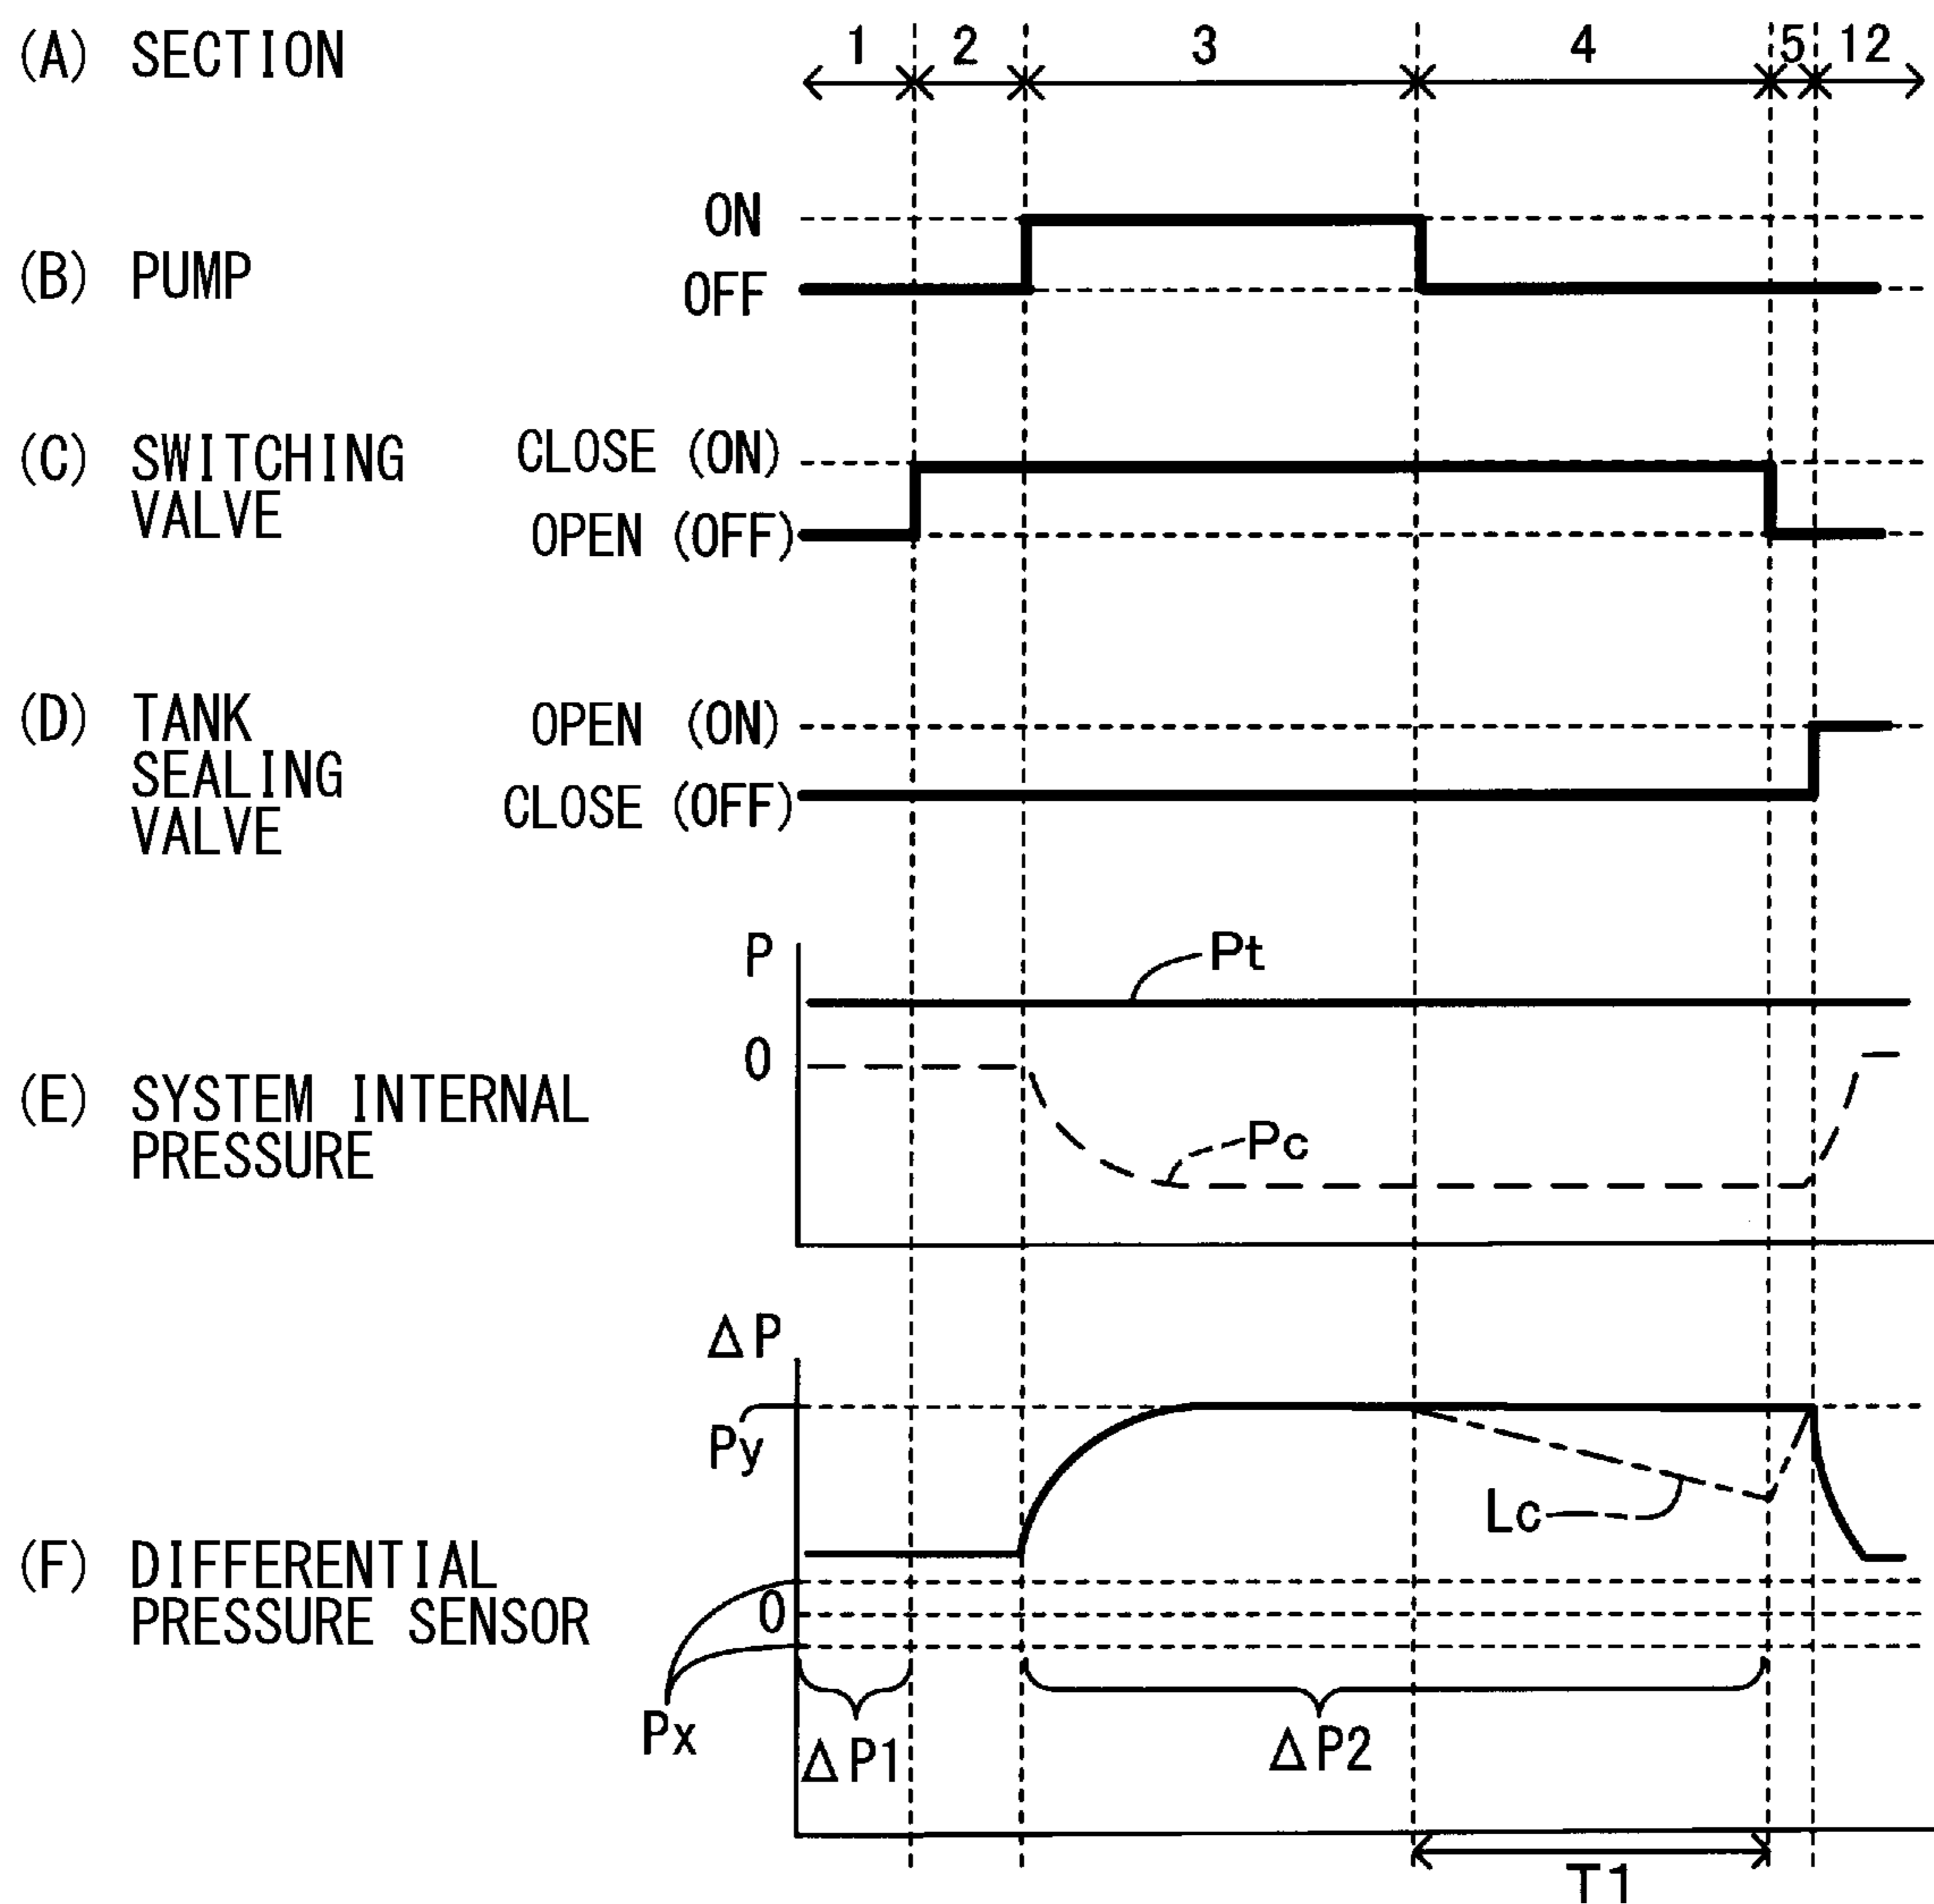 (A) SECTION 1 2 3 4 5 12
ON
(B) PUMP
OFF
(C) SWITCHING CLOSE (ON)
VALVE OPEN (OFF)
(D) TANK OPEN (ON)
SEALING
VALVE CLOSE (OFF)
P
Pt
0
(E) SYSTEM INTERNAL
PRESSURE
Pc
ΔP
Py
Lc
(F) DIFFERENTIAL
PRESSURE SENSOR 0
Px
ΔP1 ΔP2
T1